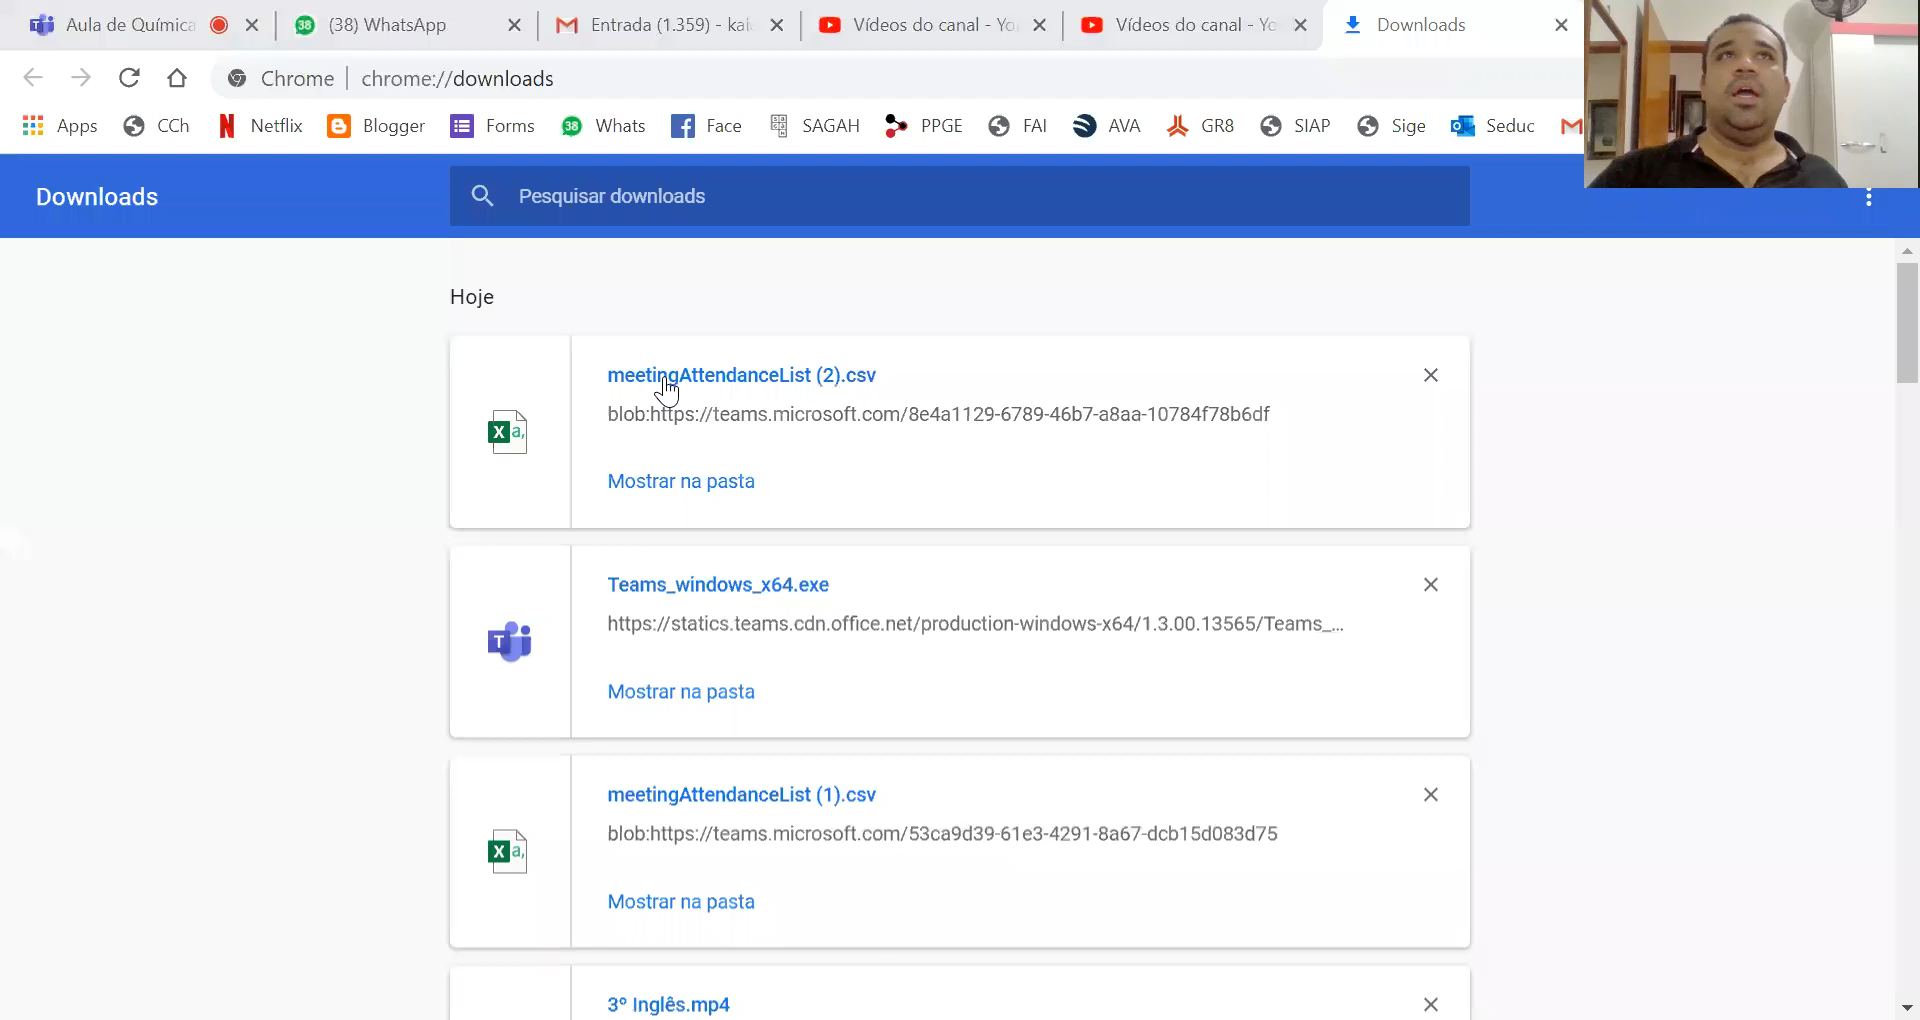 Aula de Química
(38) WhatsApp
Entrada (1.359) - kai
Vídeos do canal - Yo
Vídeos do canal - Yo
Downloads
Chrome
chrome://downloads
Apps
CCh
Netflix
Blogger
Forms
38
Whats
Face
SAGAH
PPGE
FAI
AVA
GR8
SIAP
Sige
Seduc
Downloads
Pesquisar downloads
Hoje
meetingAttendanceList (2).csv
blob:https://teams.microsoft.com/8e4a1129-6789-46b7-a8aa-10784f78b6df
Mostrar na pasta
Teams_windows_x64.exe
https://statics.teams.cdn.office.net/production-windows-x64/1.3.00.13565/Teams_...
Mostrar na pasta
meetingAttendanceList (1).csv
blob:https://teams.microsoft.com/53ca9d39-61e3-4291-8a67-dcb15d083d75
Mostrar na pasta
3º Inglês.mp4